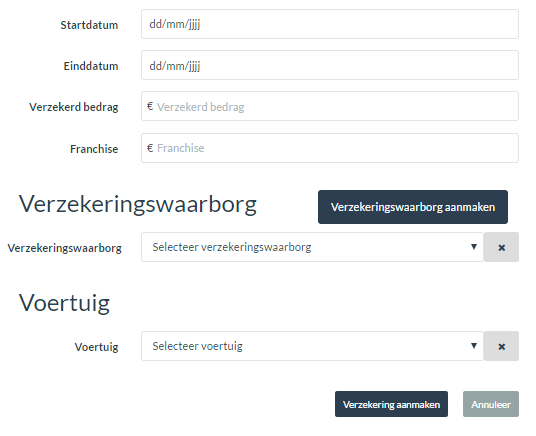 Startdatum dd/mm/jjjj
Einddatum dd/mm/jjjj
Verzekerd bedrag € Verzekerd bedrag
Franchise € Franchise
Verzekeringswaarborg Verzekeringswaarborg aanmaken
Verzekeringswaarborg Selecteer verzekeringswaarborg
Voertuig
Voertuig Selecteer voertuig
Verzekering aanmaken Annuleer